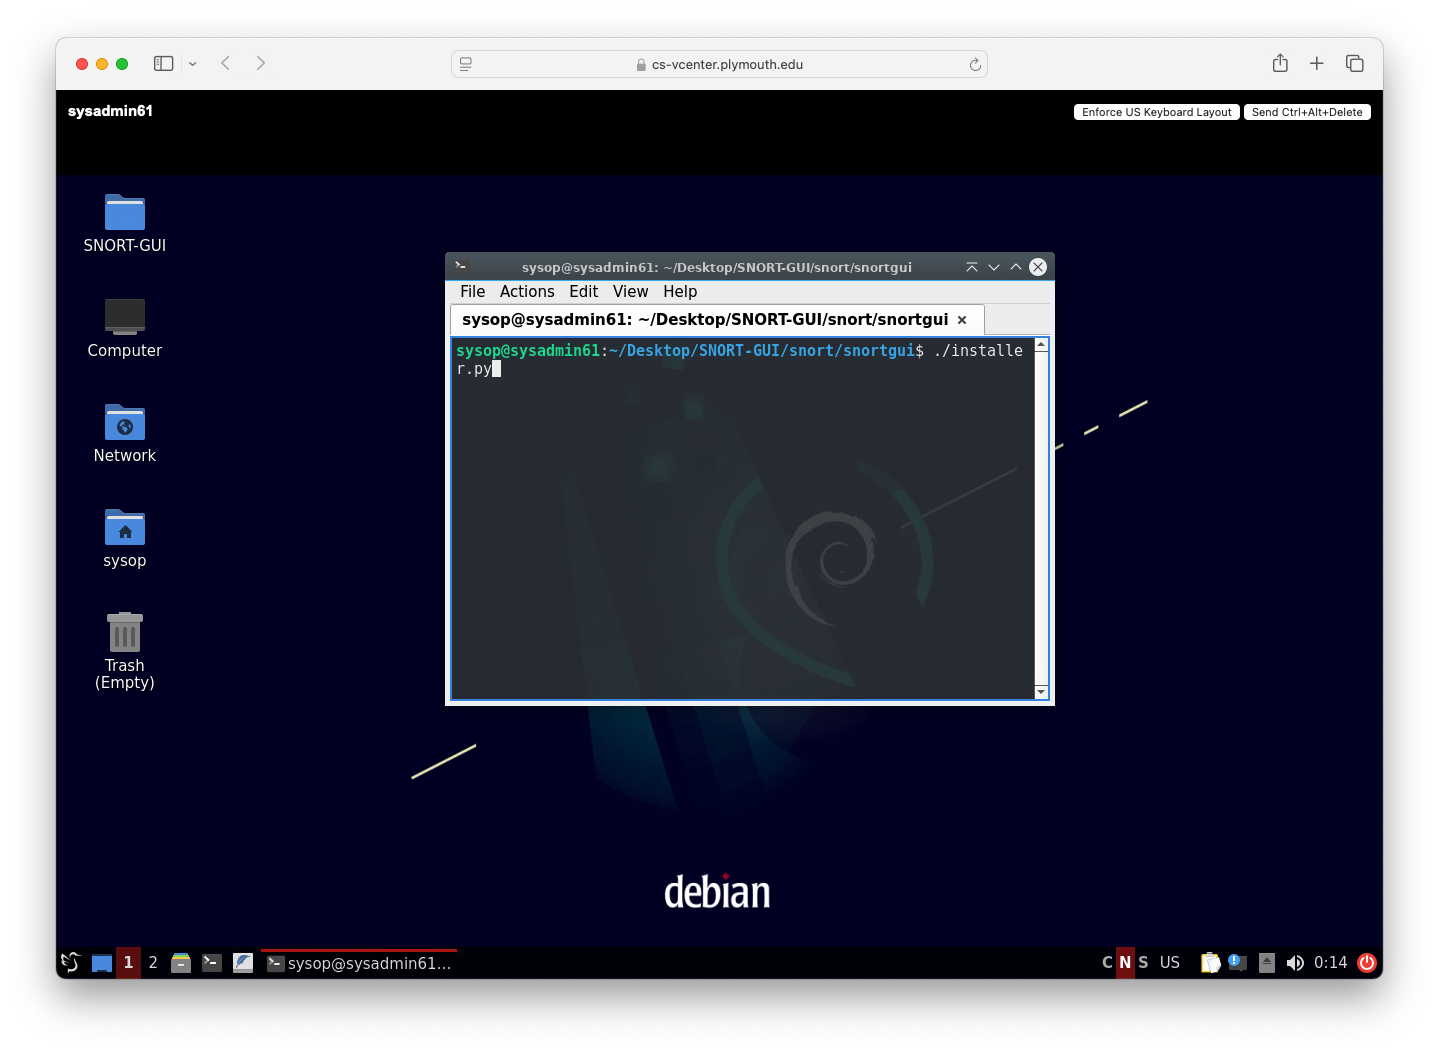 cs-vcenter.plymouth.edu
sysadmin61
Enforce US Keyboard Layout
Send Ctrl+Alt+Delete
SNORT-GUI
Computer
Network
sysop
Trash
(Empty)
sysop@sysadmin61: ~/Desktop/SNORT-GUI/snort/snortgui
File Actions Edit View Help
sysop@sysadmin61: ~/Desktop/SNORT-GUI/snort/snortgui
sysop@sysadmin61:~/Desktop/SNORT-GUI/snort/snortgui$ ./installe
r.py
debian
1 2 sysop@sysadmin61... C N S US 0:14